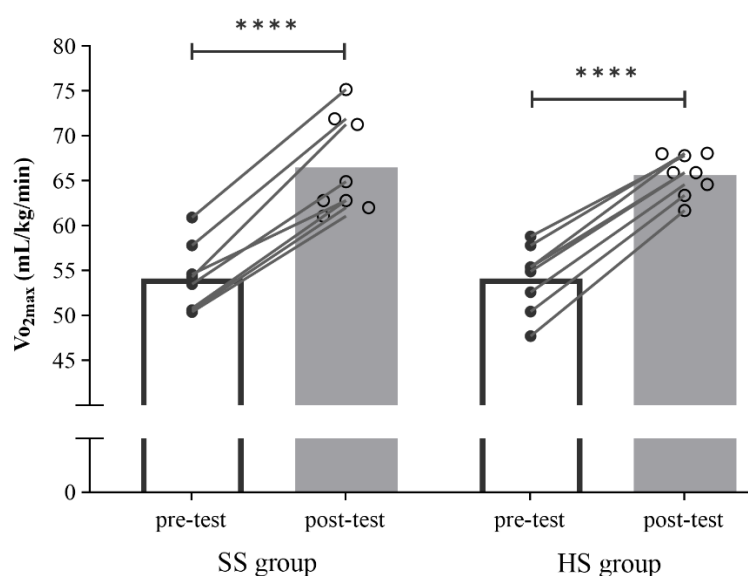 80
75
70
65
60
55
50
45
0
Vo2max (mL/kg/min)
****
****
pre-test
post-test
pre-test
post-test
SS group
HS group